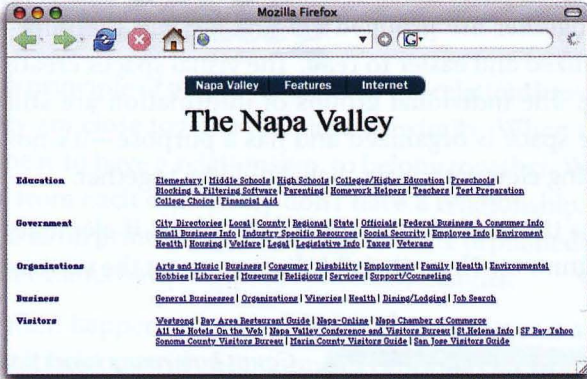 Mozilla Firefox
G
Napa Valley Features Internet
The Napa Valley
Education Elementary | Middle Schools | High Schools | Colleges/Higher Education | Preschools |
Blocking & Filtering Software | Parenting | Homework Helpers | Teachers | Test Preparation
College Choice | Financial Aid
Government City Directories | Local | County | Regional | State | Officials | Federal Business & Consumer Info
Small Business Info | Industry Specific Resources | Social Security | Employee Info | Enviroment
Health | Housing | Welfare | Legal | Legislative Info | Taxes | Veterans
Organizations Arts and Music | Business | Consumer | Disability | Employment | Family | Health | Environmental
Hobbies | Libraries | Museums | Religious | Services | Support/Counseling
Business General Businesses | Organizations | Wineries | Health | Dining/Lodging | Job Search
Visitors Westsong | Bay Area Restaurant Guide | Napa-Online | Napa Chamber of Commerce
All the Hotels On the Web | Napa Valley Conference and Visitors Bureau | St.Helena Info | SF Bay Yahoo
Sonoma County Visitors Bureau | Marin County Visitors Guide | San Jose Visitors Guide